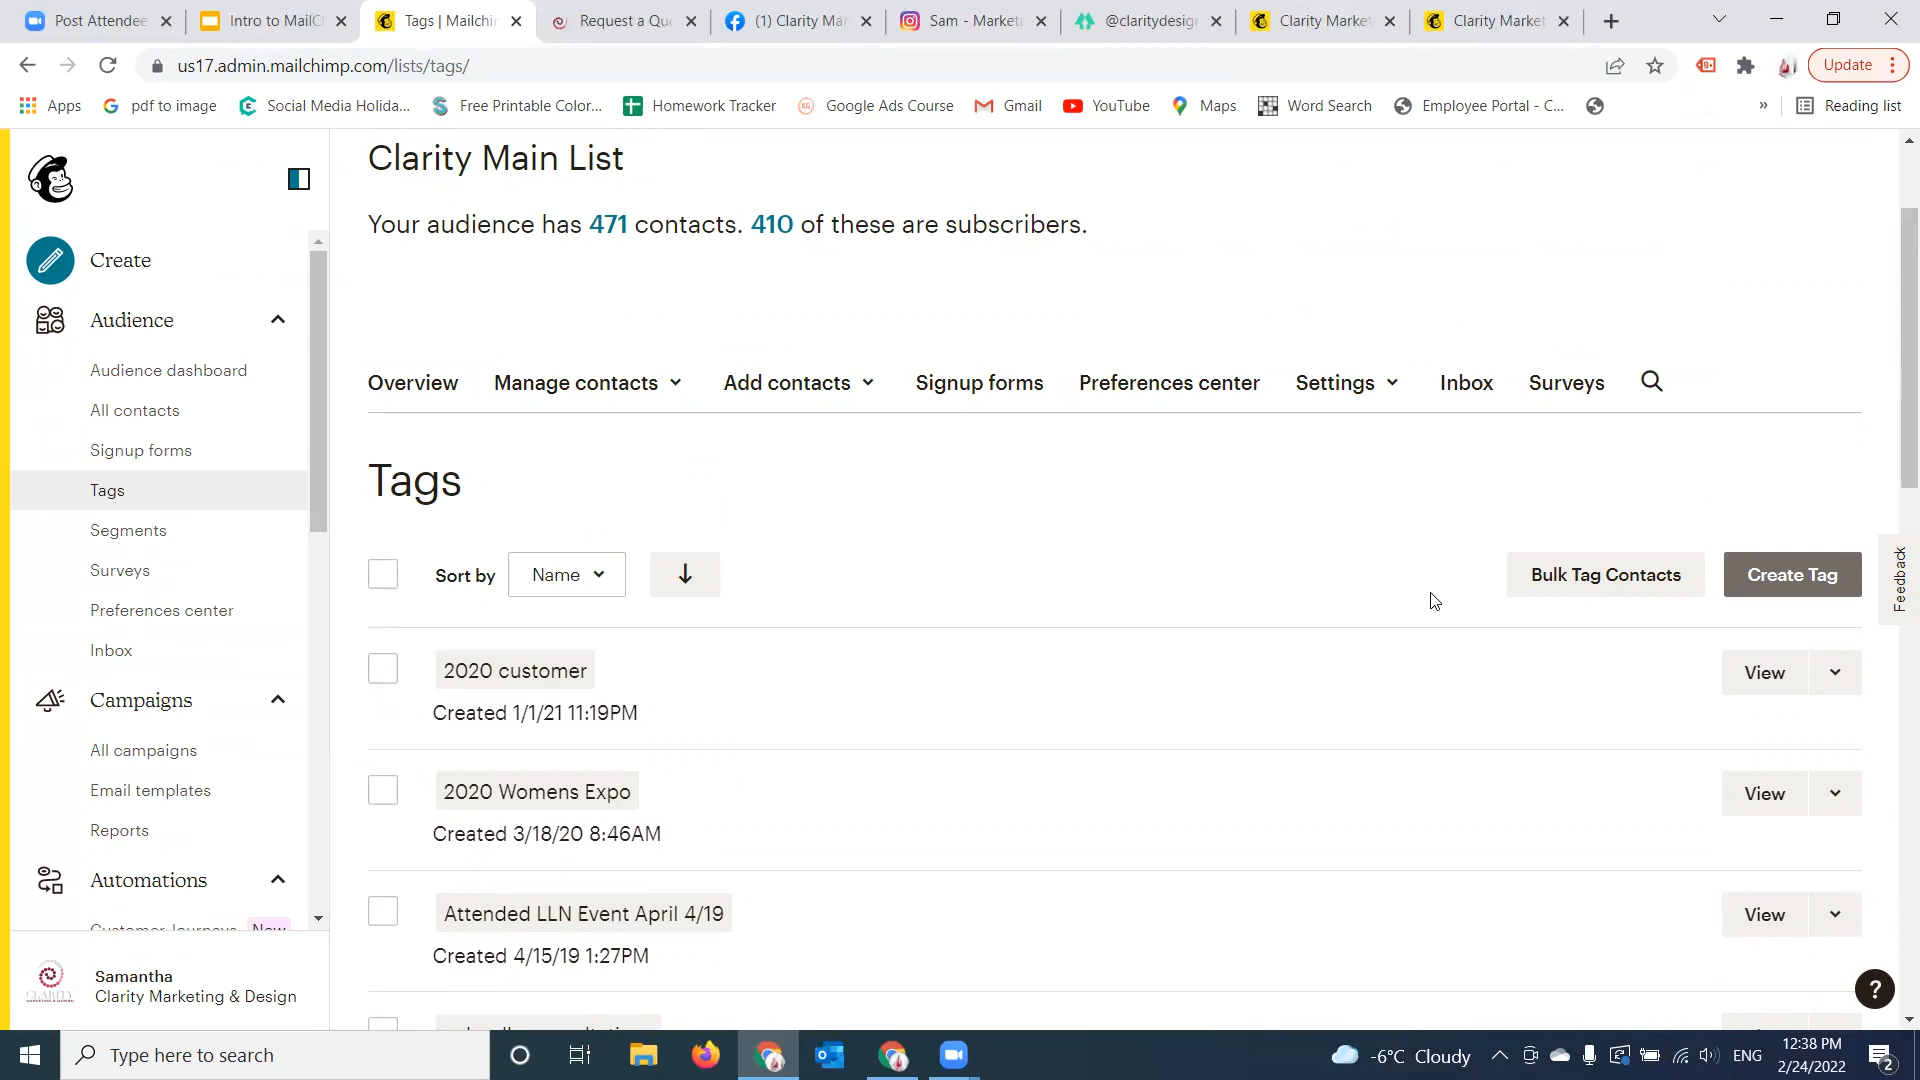 Post Attendee
Intro to MailC
Tags | Mailchim
Request a Qu
(1) Clarity Ma
Sam - Market
@claritydesig
Clarity Market
Clarity Market
us17.admin.mailchimp.com/lists/tags/
Update
Apps
pdf to image
Social Media Holida...
Free Printable Color...
Homework Tracker
Google Ads Course
Gmail
YouTube
Maps
Word Search
Employee Portal - C...
»
Reading list
Create
Audience
Audience dashboard
All contacts
Signup forms
Tags
Segments
Surveys
Preferences center
Inbox
Campaigns
All campaigns
Email templates
Reports
Automations
Customer Journeys New
Samantha
Clarity Marketing & Design
Clarity Main List
Your audience has 471 contacts. 410 of these are subscribers.
Overview
Manage contacts
Add contacts
Signup forms
Preferences center
Settings
Inbox
Surveys
Tags
Sort by
Name
Bulk Tag Contacts
Create Tag
2020 customer
Created 1/1/21 11:19PM
View
2020 Womens Expo
Created 3/18/20 8:46AM
View
Attended LLN Event April 4/19
Created 4/15/19 1:27PM
View
Feedback
?
Type here to search
-6°C Cloudy
ENG
12:38 PM
2/24/2022
2